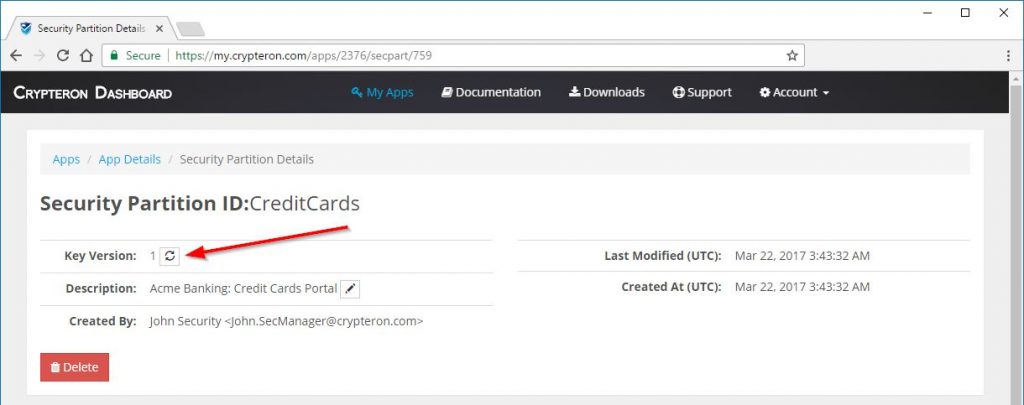 Security Partition Details
Secure | https://my.crypteron.com/apps/2376/secpart/759
Crypteron Dashboard My Apps Documentation Downloads Support Account
Apps / App Details / Security Partition Details
Security Partition ID:CreditCards
Key Version: 1
Last Modified (UTC): Mar 22, 2017 3:43:32 AM
Description: Acme Banking: Credit Cards Portal
Created At (UTC): Mar 22, 2017 3:43:32 AM
Created By: John Security <John.SecManager@crypteron.com>
Delete